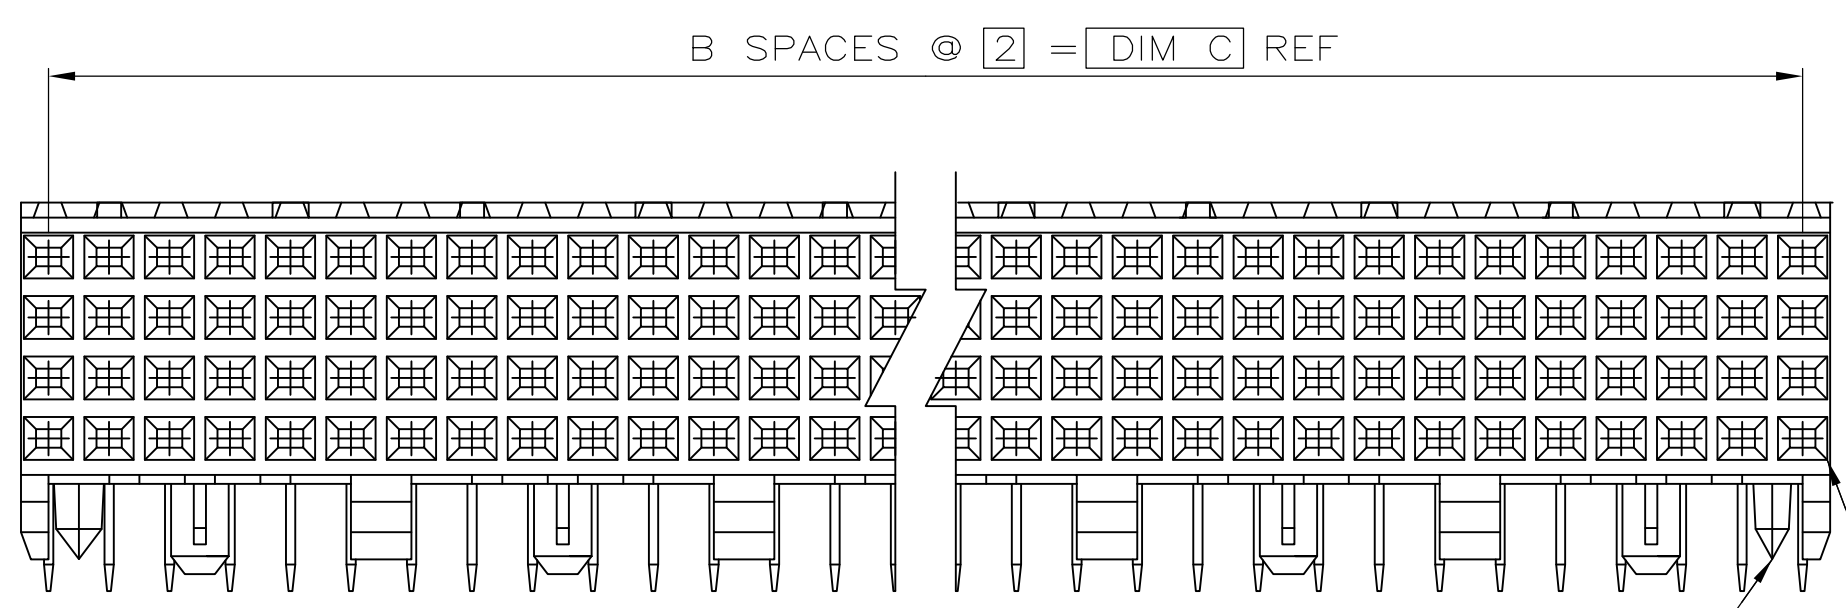 B SPACES @ 2 = DIM C REF